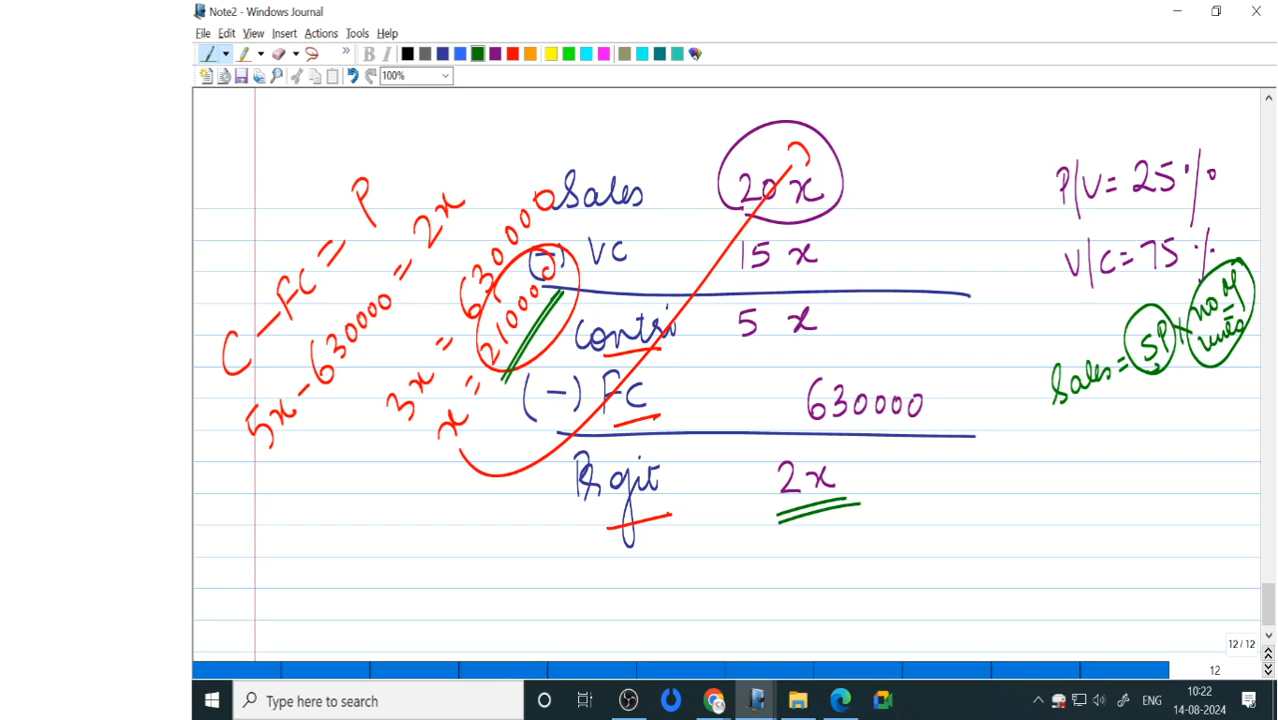 Note2 - Windows Journal
File Edit View Insert Actions Tools Help
» B I
100%
Sales 20 x
(-) VC 15 x
Contri 5 x
(-) FC 630000
Profit 2x
C - FC = P
5x - 630000 = 2x
3x = 630000
x = 210000
P/V = 25%
V/C = 75%
Sales = SP × no of units
12 / 12
12
Type here to search
ENG
10:22
14-08-2024